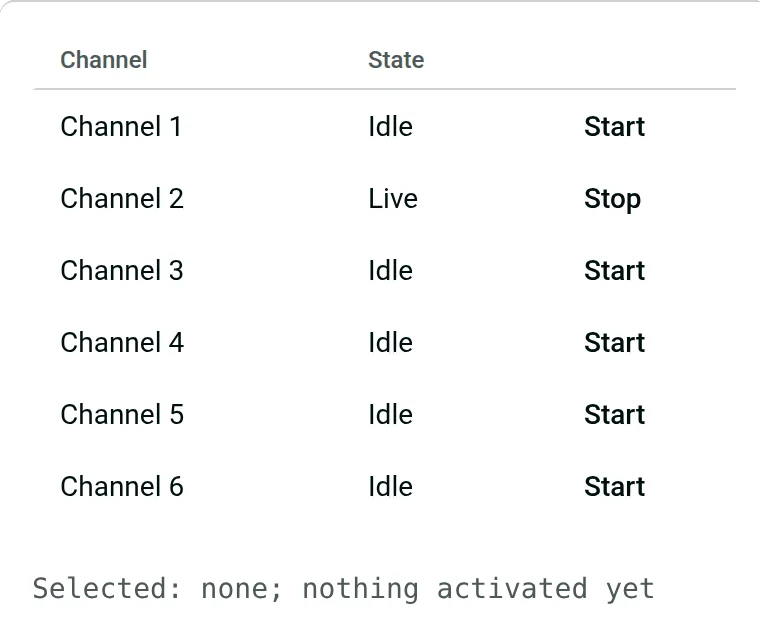 Channel State
Channel 1 Idle Start
Channel 2 Live Stop
Channel 3 Idle Start
Channel 4 Idle Start
Channel 5 Idle Start
Channel 6 Idle Start
Selected: none; nothing activated yet